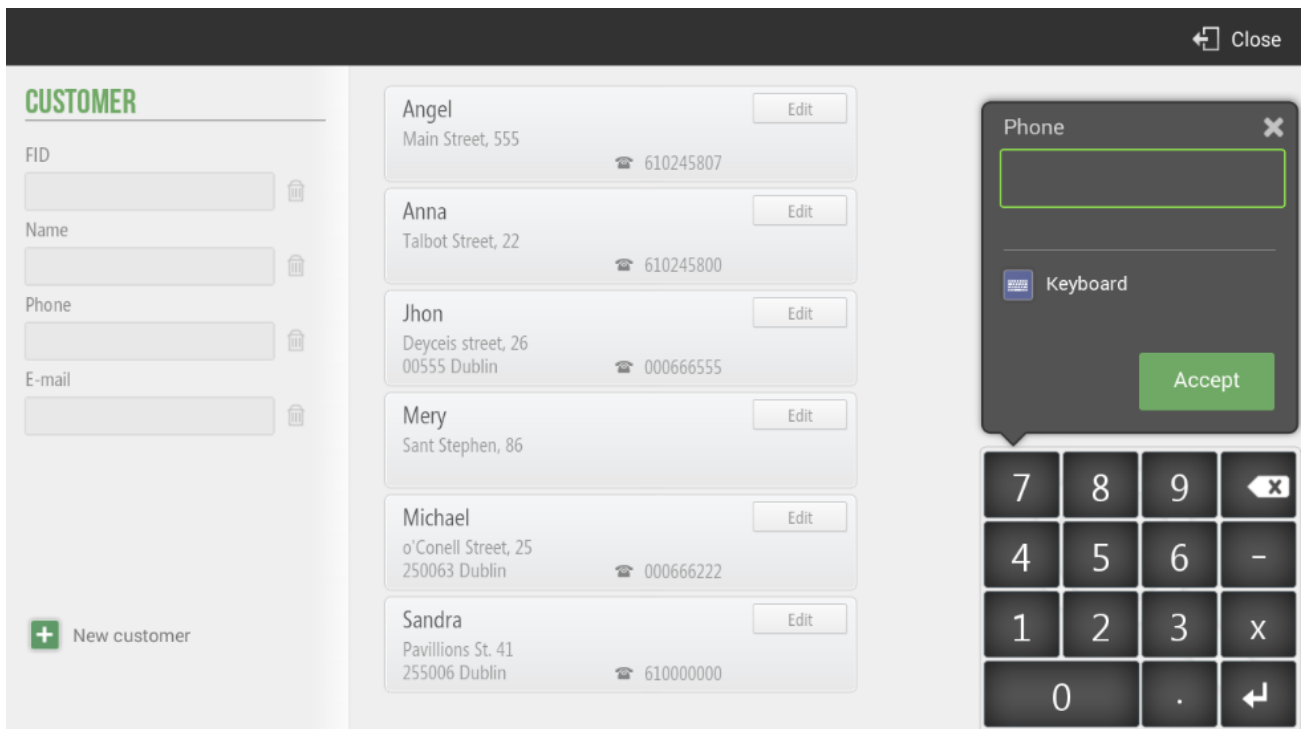 Close
CUSTOMER
FID
Name
Phone
E-mail
New customer
Angel
Edit
Main Street, 555
610245807
Anna
Edit
Talbot Street, 22
610245800
Jhon
Edit
Deyceis street, 26
00555 Dublin
000666555
Mery
Edit
Sant Stephen, 86
Michael
Edit
o'Conell Street, 25
250063 Dublin
000666222
Sandra
Edit
Pavillions St. 41
255006 Dublin
610000000
Phone
Keyboard
Accept
7 8 9
4 5 6 -
1 2 3 x
0 .